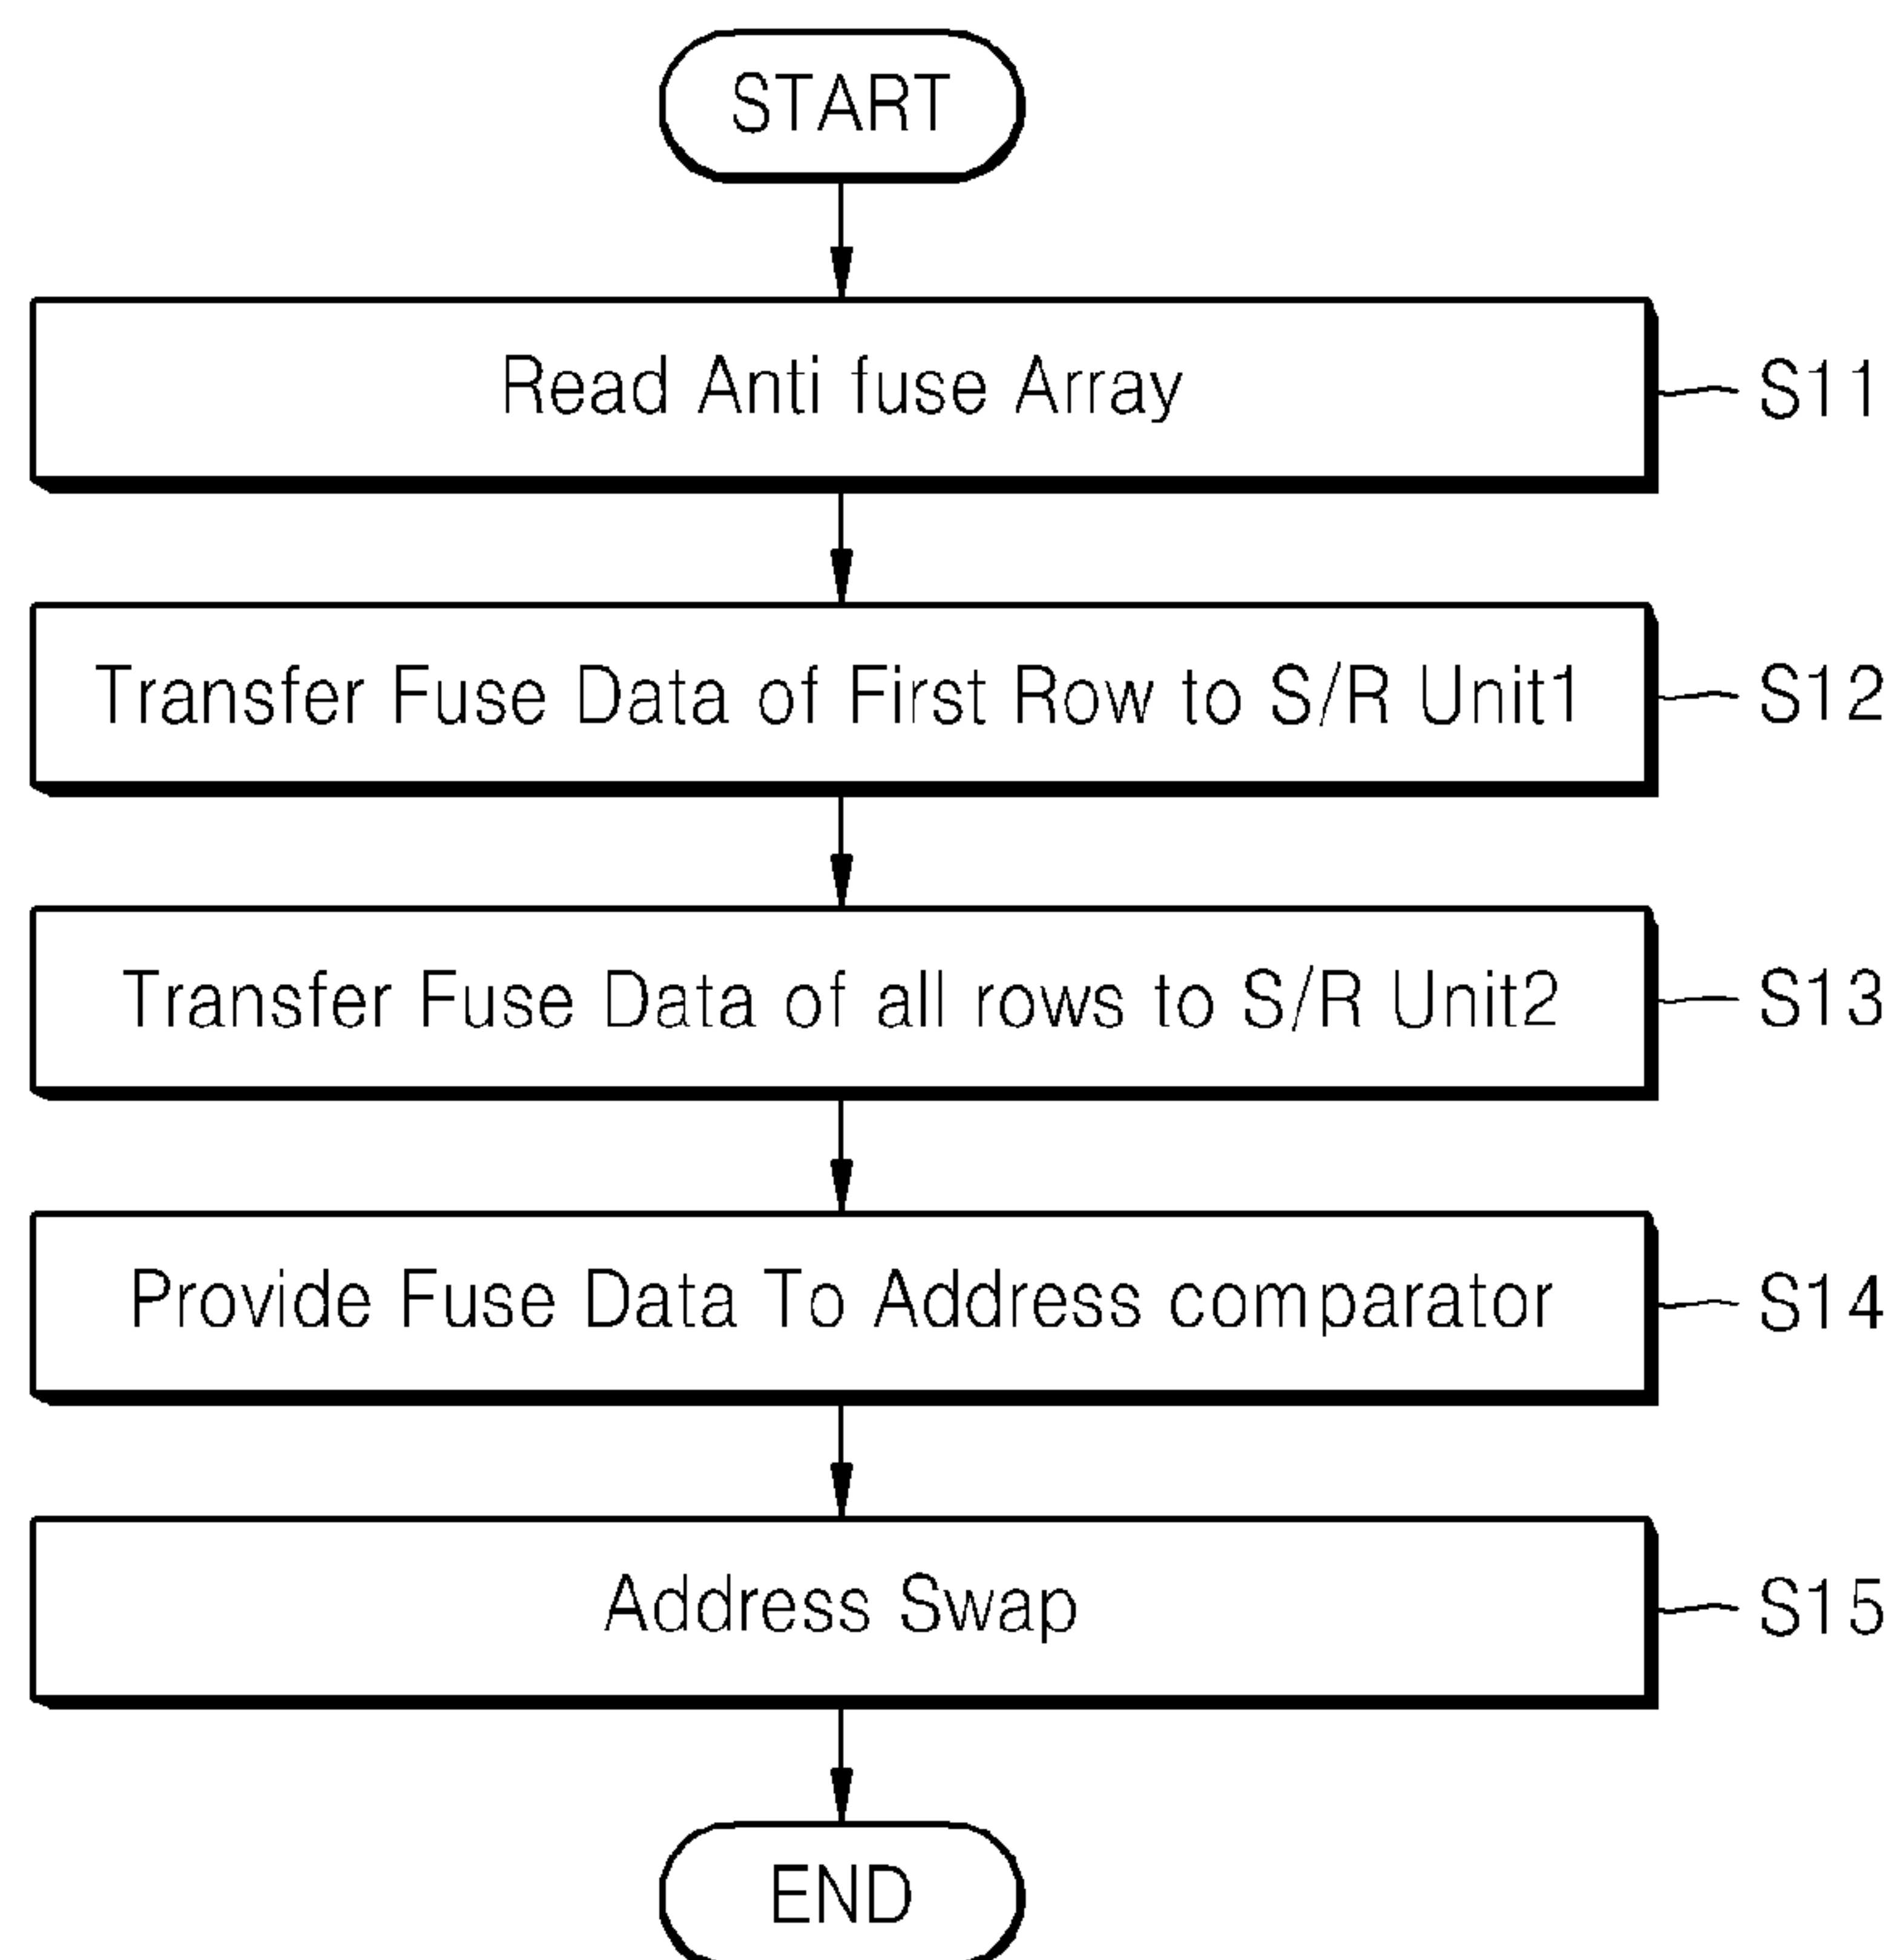 START
Read Anti fuse Array
S11
Transfer Fuse Data of First Row to S/R Unit1
S12
Transfer Fuse Data of all rows to S/R Unit2
S13
Provide Fuse Data To Address comparator
S14
Address Swap
S15
END